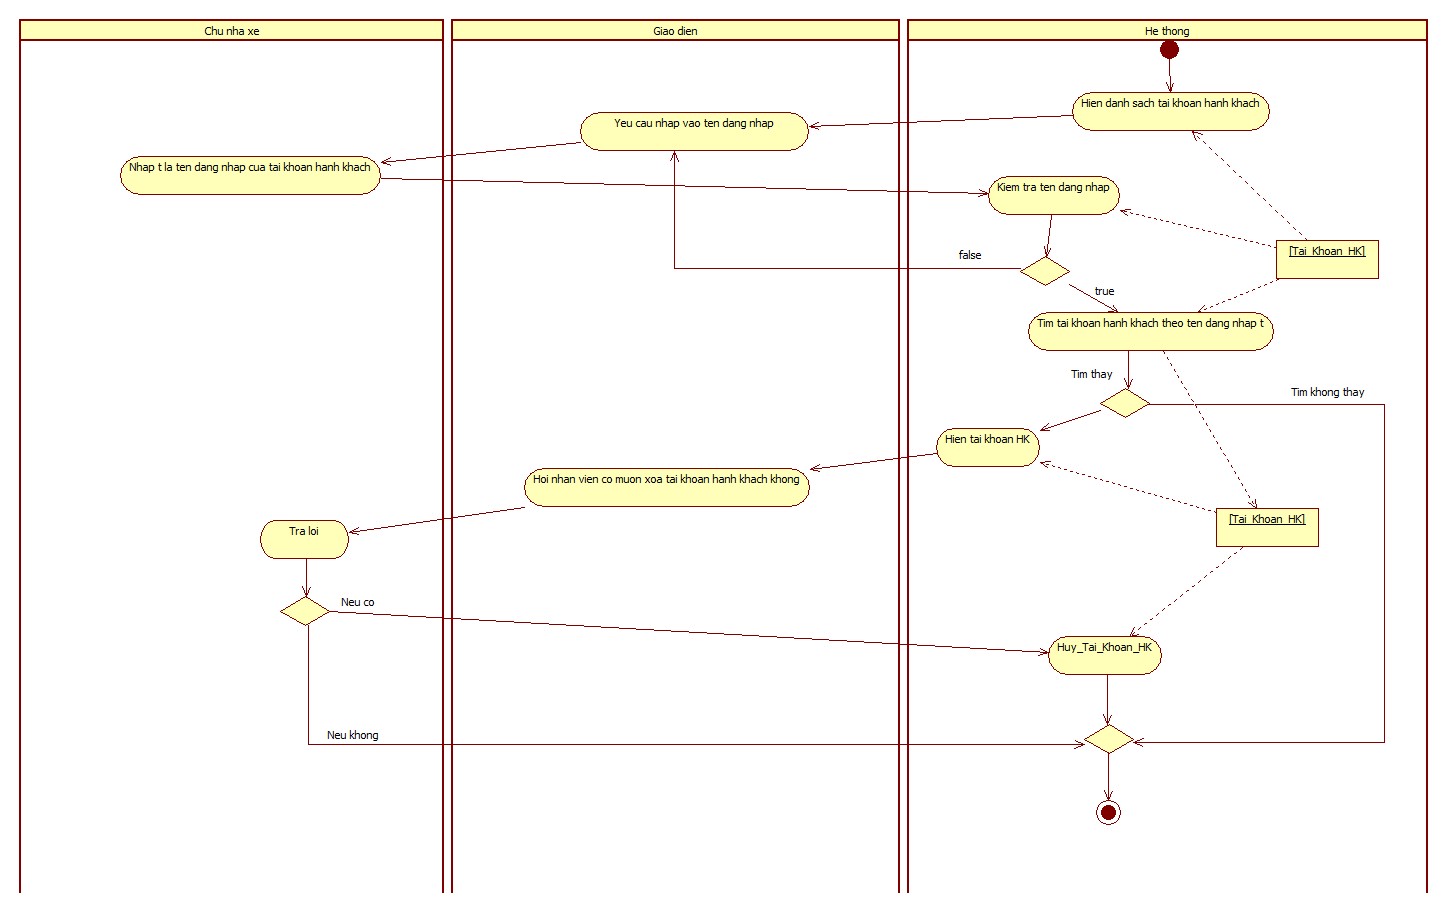 Chu nha xe
Giao dien
He thong
Hien danh sach tai khoan hanh khach
Yeu cau nhap vao ten dang nhap
Nhap t la ten dang nhap cua tai khoan hanh khach
Kiem tra ten dang nhap
[Tai_Khoan_HK]
false
true
Tim tai khoan hanh khach theo ten dang nhap t
Tim thay
Tim khong thay
Hien tai khoan HK
Hoi nhan vien co muon xoa tai khoan hanh khach khong
[Tai_Khoan_HK]
Tra loi
Neu co
Huy_Tai_Khoan_HK
Neu khong